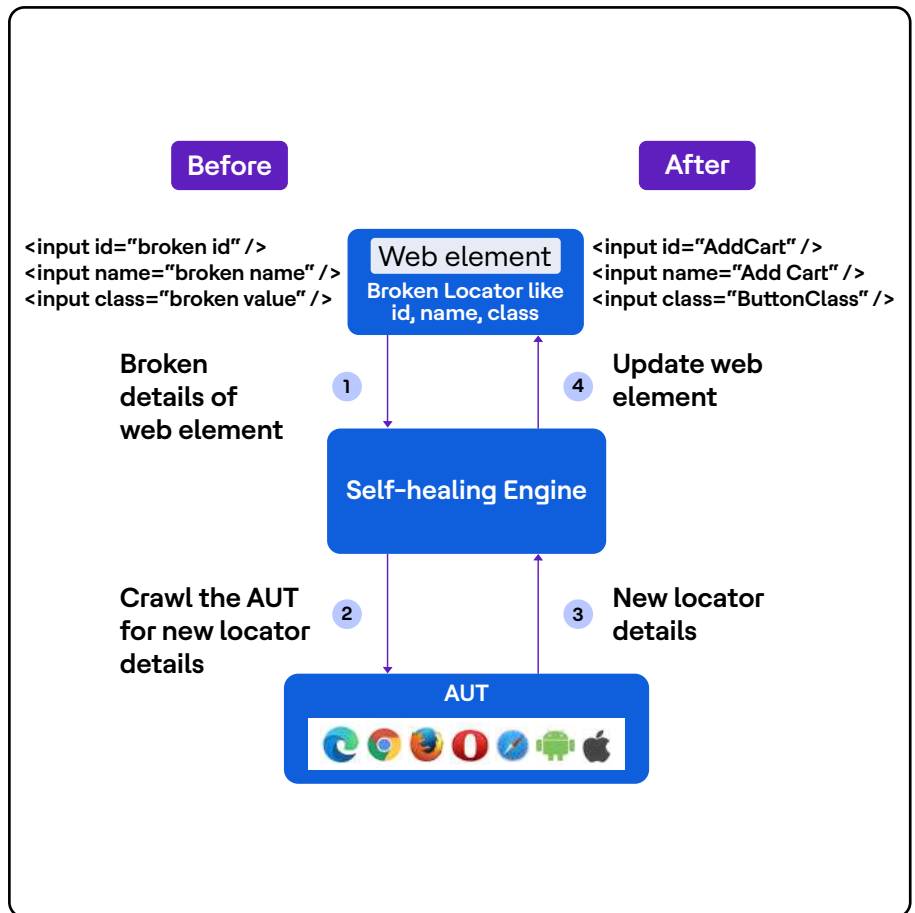 Before
After
<input id="broken id" />
<input name="broken name" />
<input class="broken value" />
Web element
Broken Locator like
id, name, class
<input id="AddCart" />
<input name="Add Cart" />
<input class="ButtonClass" />
Broken
details of
web element
1
4
Update web
element
Self-healing Engine
Crawl the AUT
for new locator
details
2
3
New locator
details
AUT